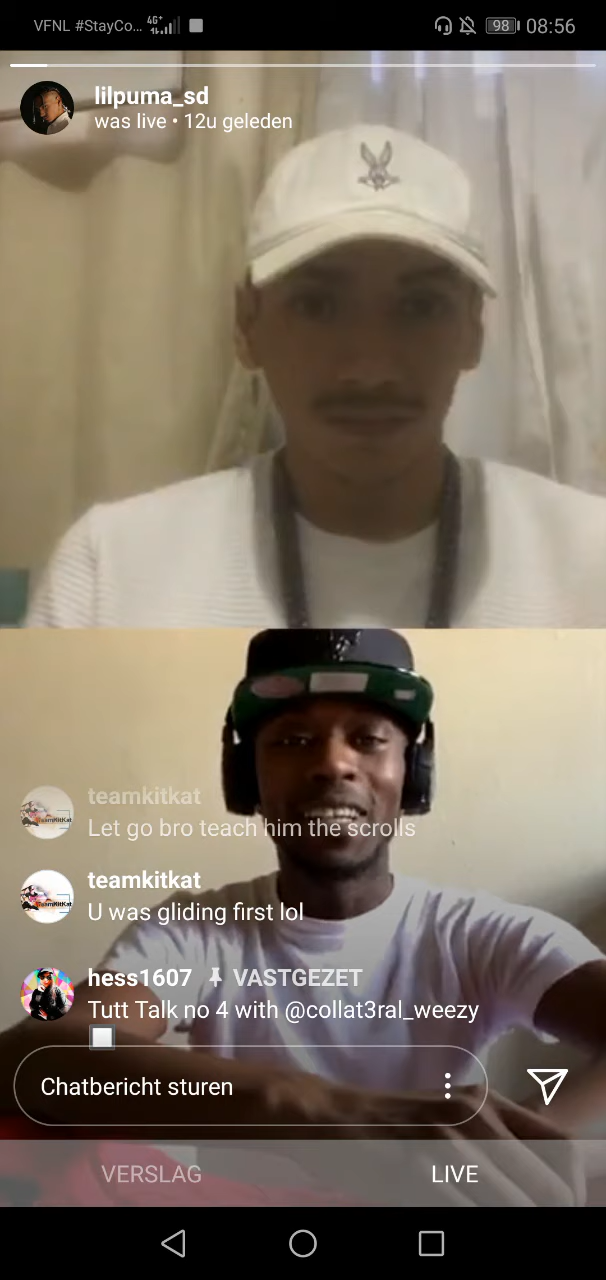 VFNL #StayCo... 4G+ 98 08:56
lilpuma_sd
was live • 12u geleden
teamkitkat
Let go bro teach him the scrolls
teamkitkat
U was gliding first lol
hess1607 VASTGEZET
Tutt Talk no 4 with @collat3ral_weezy
Chatbericht sturen
VERSLAG LIVE